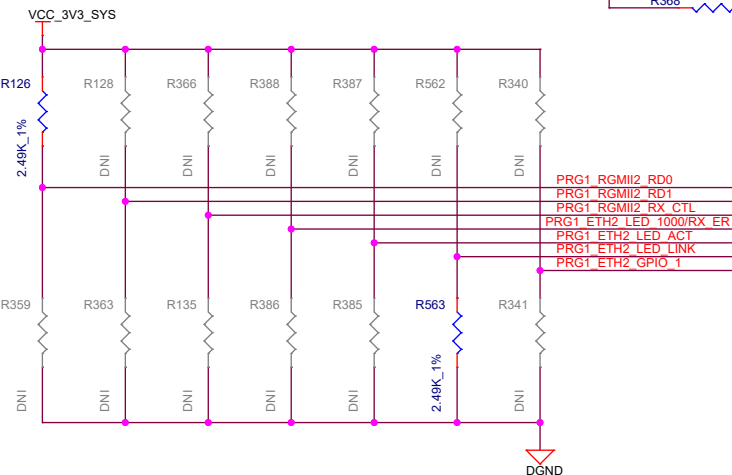 R368
VCC_3V3_SYS
R126
R128
R366
R388
R387
R562
R340
2.49K_1%
DNI
DNI
DNI
DNI
DNI
DNI
PRG1_RGMII2_RD0
PRG1_RGMII2_RD1
PRG1_RGMII2_RX_CTL
PRG1_ETH2_LED_1000/RX_ER
PRG1_ETH2_LED_ACT
PRG1_ETH2_LED_LINK
PRG1_ETH2_GPIO_1
R359
R363
R135
R386
R385
R563
R341
DNI
DNI
DNI
DNI
DNI
2.49K_1%
DNI
DGND